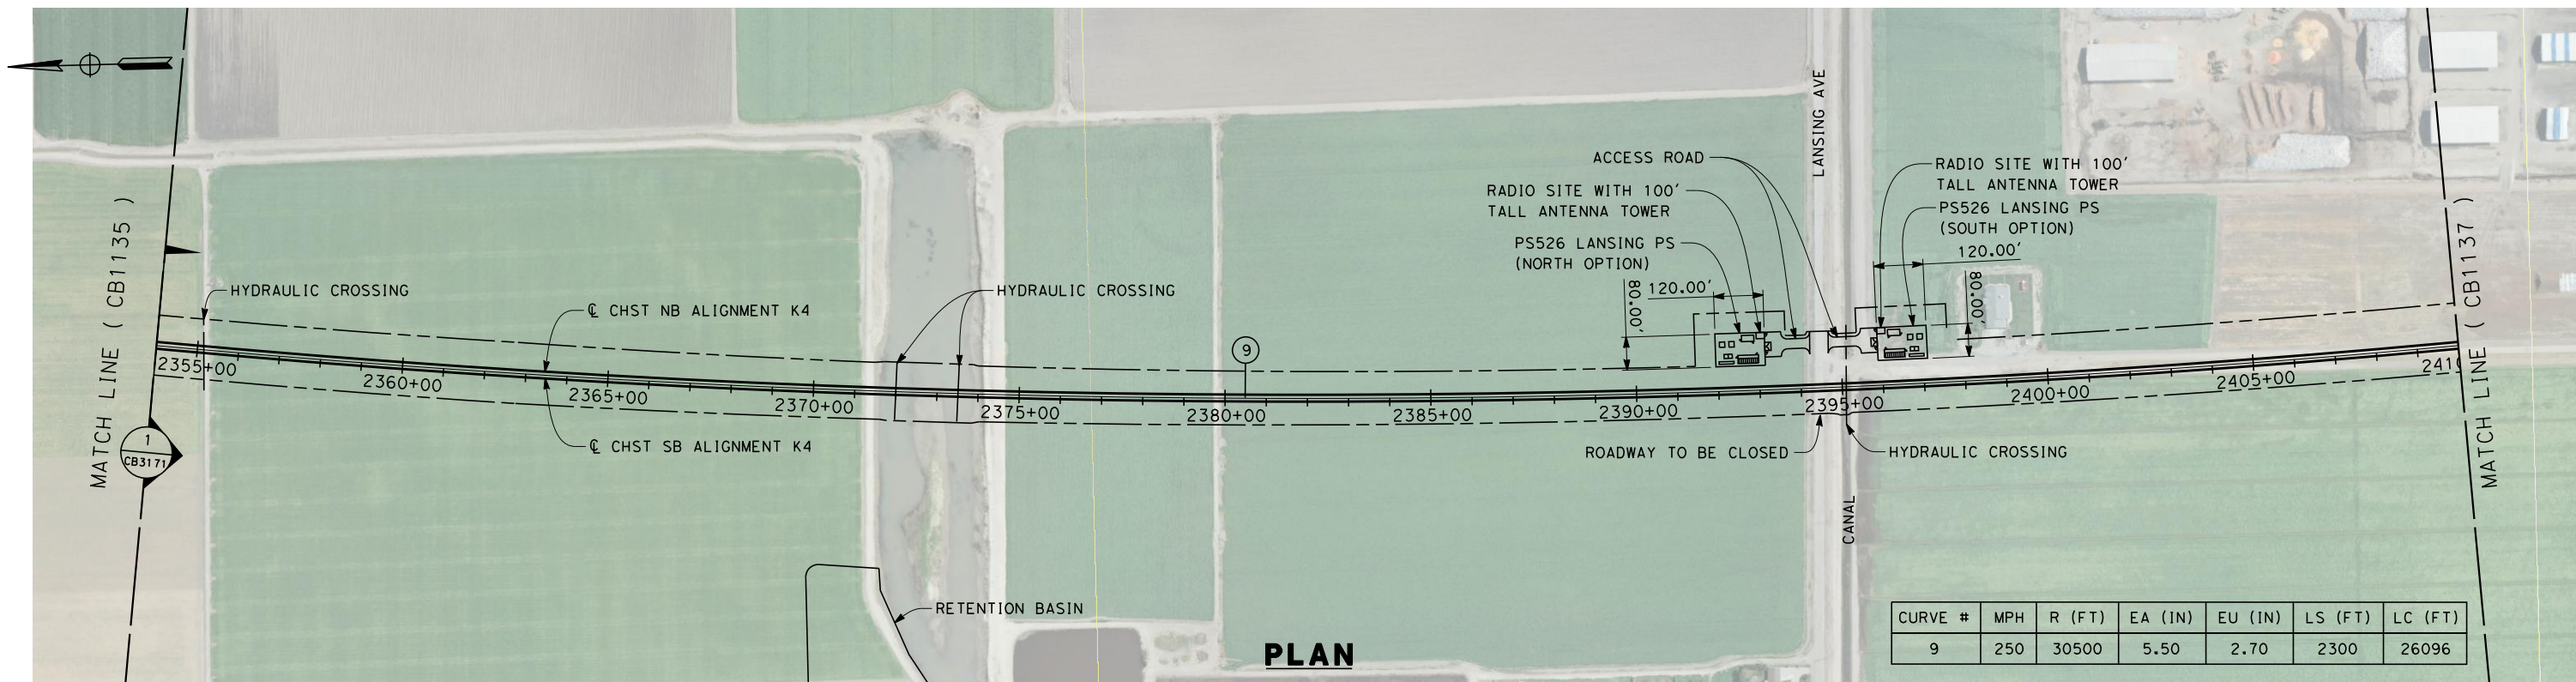 MATCH LINE ( CB1135 )
1
CB3171
HYDRAULIC CROSSING
℄ CHST NB ALIGNMENT K4
℄ CHST SB ALIGNMENT K4
HYDRAULIC CROSSING
RETENTION BASIN
9
2355+00
2360+00
2365+00
2370+00
2375+00
2380+00
2385+00
2390+00
2395+00
2400+00
2405+00
ACCESS ROAD
RADIO SITE WITH 100'
TALL ANTENNA TOWER
PS526 LANSING PS
(NORTH OPTION)
120.00'
80.00'
LANSING AVE
RADIO SITE WITH 100'
TALL ANTENNA TOWER
PS526 LANSING PS
(SOUTH OPTION)
120.00'
80.00'
ROADWAY TO BE CLOSED
HYDRAULIC CROSSING
CANAL
MATCH LINE ( CB1137 )
PLAN
CURVE # MPH R (FT) EA (IN) EU (IN) LS (FT) LC (FT)
9 250 30500 5.50 2.70 2300 26096